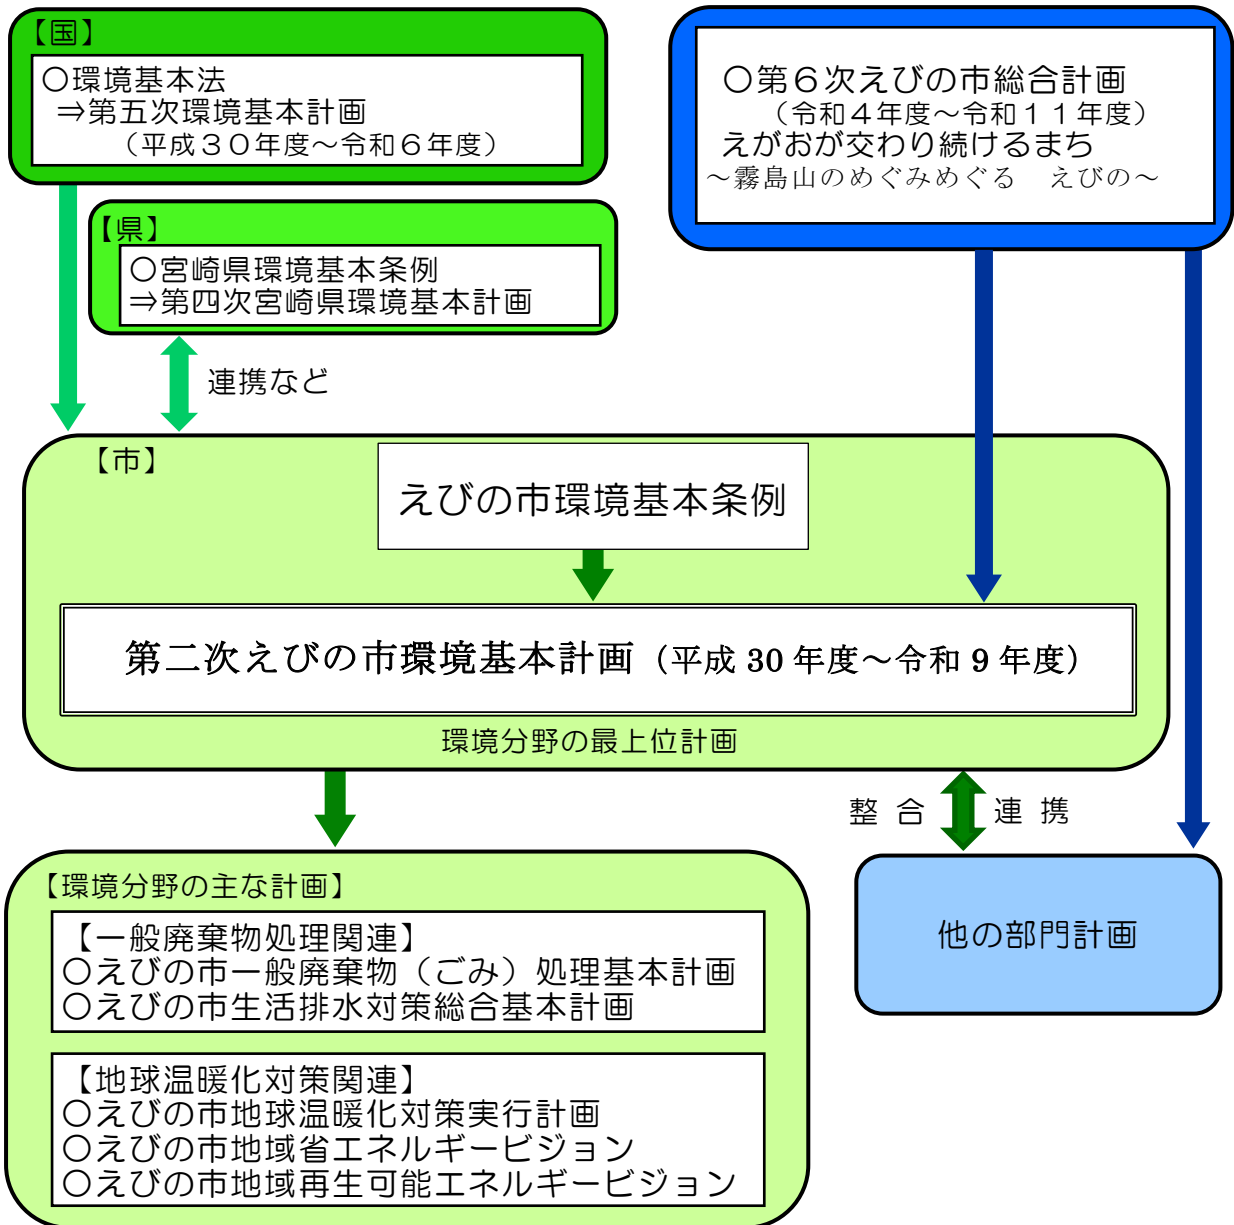 【国】
〇環境基本法
⇒第五次環境基本計画
（平成３０年度～令和６年度）
【県】
〇宮崎県環境基本条例
⇒第四次宮崎県環境基本計画
連携など
〇第６次えびの市総合計画
（令和４年度～令和１１年度）
えがおが交わり続けるまち
～霧島山のめぐみめぐる　えびの～
【市】
えびの市環境基本条例
第二次えびの市環境基本計画（平成 30 年度～令和 9 年度）
環境分野の最上位計画
整 合　連 携
【環境分野の主な計画】
【一般廃棄物処理関連】
〇えびの市一般廃棄物（ごみ）処理基本計画
〇えびの市生活排水対策総合基本計画
【地球温暖化対策関連】
〇えびの市地球温暖化対策実行計画
〇えびの市地域省エネルギービジョン
〇えびの市地域再生可能エネルギービジョン
他の部門計画